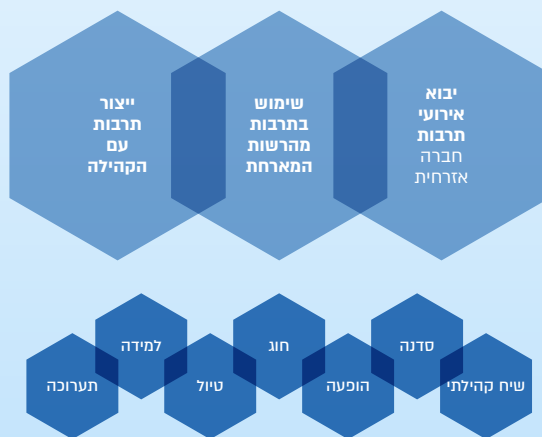 יבוא
אירועי
תרבות
חברה
אזרחית
שימוש
בתרבות
מהרשות
המארחת
ייצור
תרבות
עם
הקהילה
שיח קהילתי
סדנה
הופעה
חוג
טיול
למידה
תערוכה